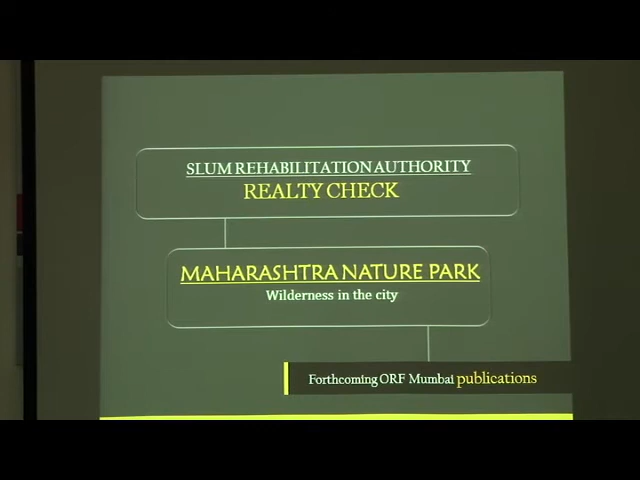 SLUM REHABILITATION AUTHORITY
REALTY CHECK
MAHARASHTRA NATURE PARK
Wilderness in the city
Forthcoming ORF Mumbai publications